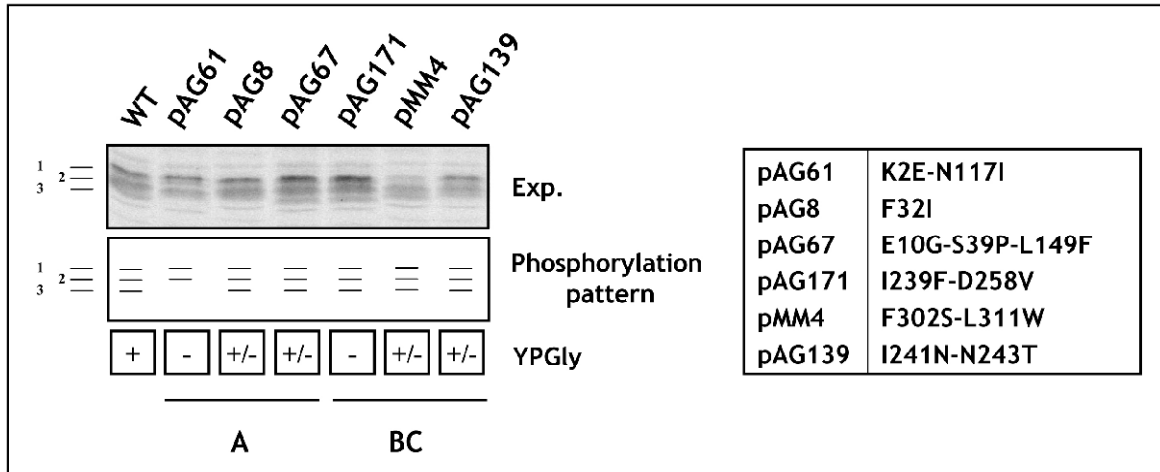 WT pAG61 pAG8 pAG67 pAG171 pMM4 pAG139
1
2
3
Exp.
1
2
3
Phosphorylation
pattern
+ - +/- +/- - +/- +/- YPGly
A BC
pAG61 K2E-N117I
pAG8 F32I
pAG67 E10G-S39P-L149F
pAG171 I239F-D258V
pMM4 F302S-L311W
pAG139 I241N-N243T